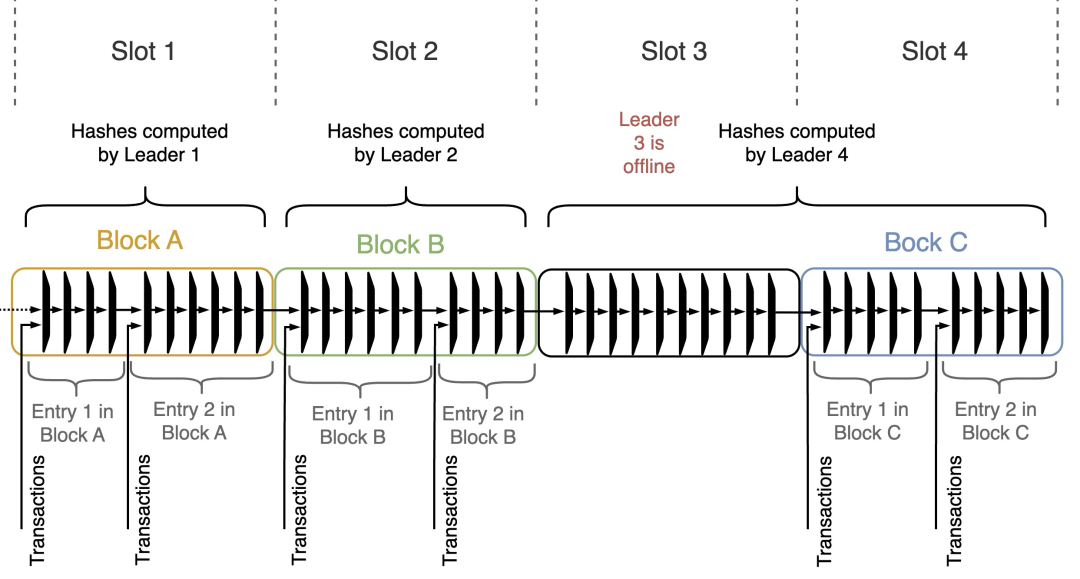 Slot 1
Slot 2
Slot 3
Slot 4
Hashes computed
by Leader 1
Hashes computed
by Leader 2
Leader
3 is
offline
Hashes computed
by Leader 4
Block A
Block B
Bock C
Entry 1 in
Block A
Entry 2 in
Block A
Entry 1 in
Block B
Entry 2 in
Block B
Entry 1 in
Block C
Entry 2 in
Block C
Transactions
Transactions
Transactions
Transactions
Transactions
Transactions